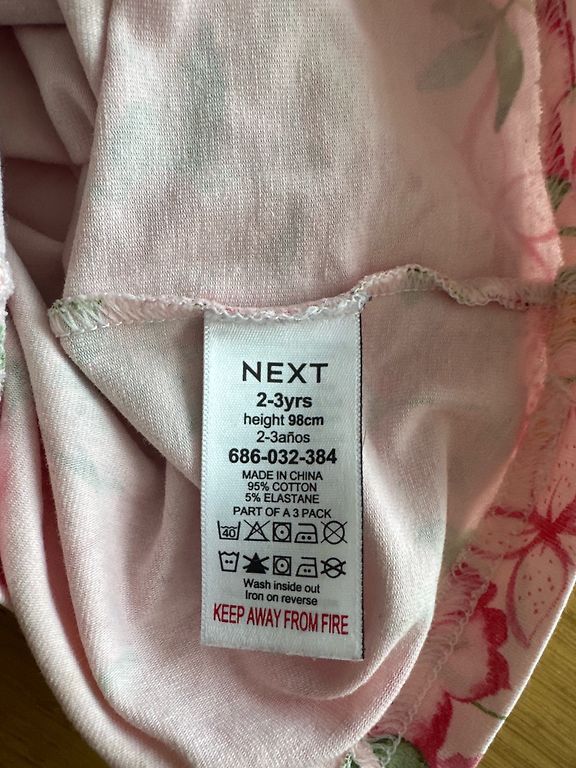 NEXT
2-3yrs
height 98cm
2-3años
686-032-384
MADE IN CHINA
95% COTTON
5% ELASTANE
PART OF A 3 PACK
40
Wash inside out
Iron on reverse
KEEP AWAY FROM FIRE